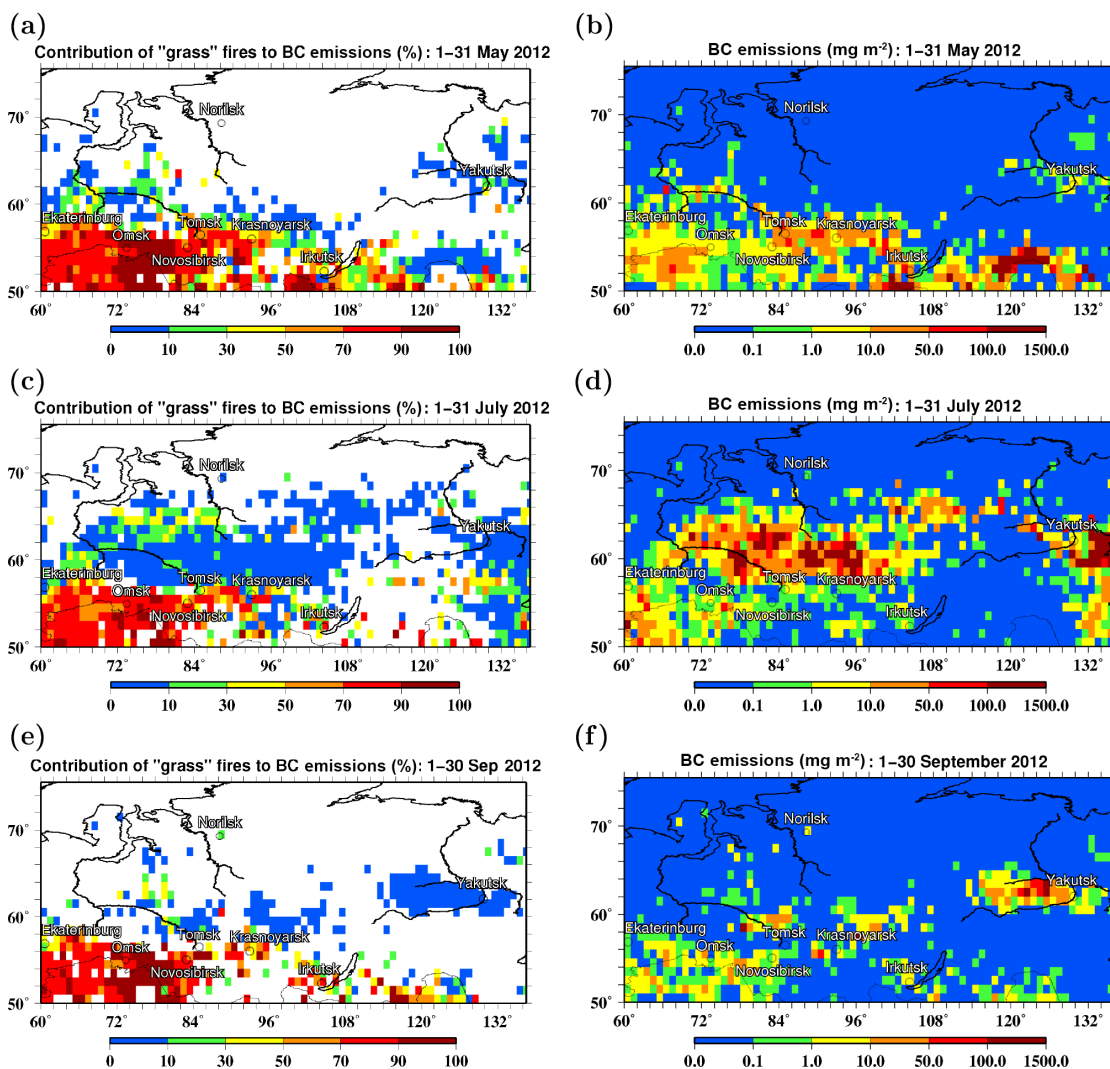 (a)
Contribution of "grass" fires to BC emissions (%) : 1–31 May 2012
70°
60°
50°
Norilsk
Yakutsk
Ekaterinburg
Tomsk
Krasnoyarsk
Omsk
Novosibirsk
Irkutsk
60° 72 84 96 108 120 132°
0 10 30 50 70 90 100
(b)
BC emissions (mg m-2) : 1–31 May 2012
70°
60°
50°
Norilsk
Yakutsk
Ekaterinburg
Tomsk
Krasnoyarsk
Omsk
Novosibirsk
Irkutsk
60° 72 84 96 108 120 132°
0.0 0.1 1.0 10.0 50.0 100.0 1500.0
(c)
Contribution of "grass" fires to BC emissions (%) : 1–31 July 2012
70°
60°
50°
Norilsk
Yakutsk
Ekaterinburg
Tomsk
Krasnoyarsk
Omsk
Novosibirsk
Irkutsk
60° 72 84 96 108 120 132°
0 10 30 50 70 90 100
(d)
BC emissions (mg m-2) : 1–31 July 2012
70°
60°
50°
Norilsk
Yakutsk
Ekaterinburg
Tomsk
Krasnoyarsk
Omsk
Novosibirsk
Irkutsk
60° 72 84 96 108 120 132°
0.0 0.1 1.0 10.0 50.0 100.0 1500.0
(e)
Contribution of "grass" fires to BC emissions (%) : 1–30 Sep 2012
70°
60°
50°
Norilsk
Yakutsk
Ekaterinburg
Tomsk
Krasnoyarsk
Omsk
Novosibirsk
Irkutsk
60° 72 84 96 108 120 132°
0 10 30 50 70 90 100
(f)
BC emissions (mg m-2) : 1–30 September 2012
70°
60°
50°
Norilsk
Yakutsk
Ekaterinburg
Tomsk
Krasnoyarsk
Omsk
Novosibirsk
Irkutsk
60° 72 84 96 108 120 132°
0.0 0.1 1.0 10.0 50.0 100.0 1500.0